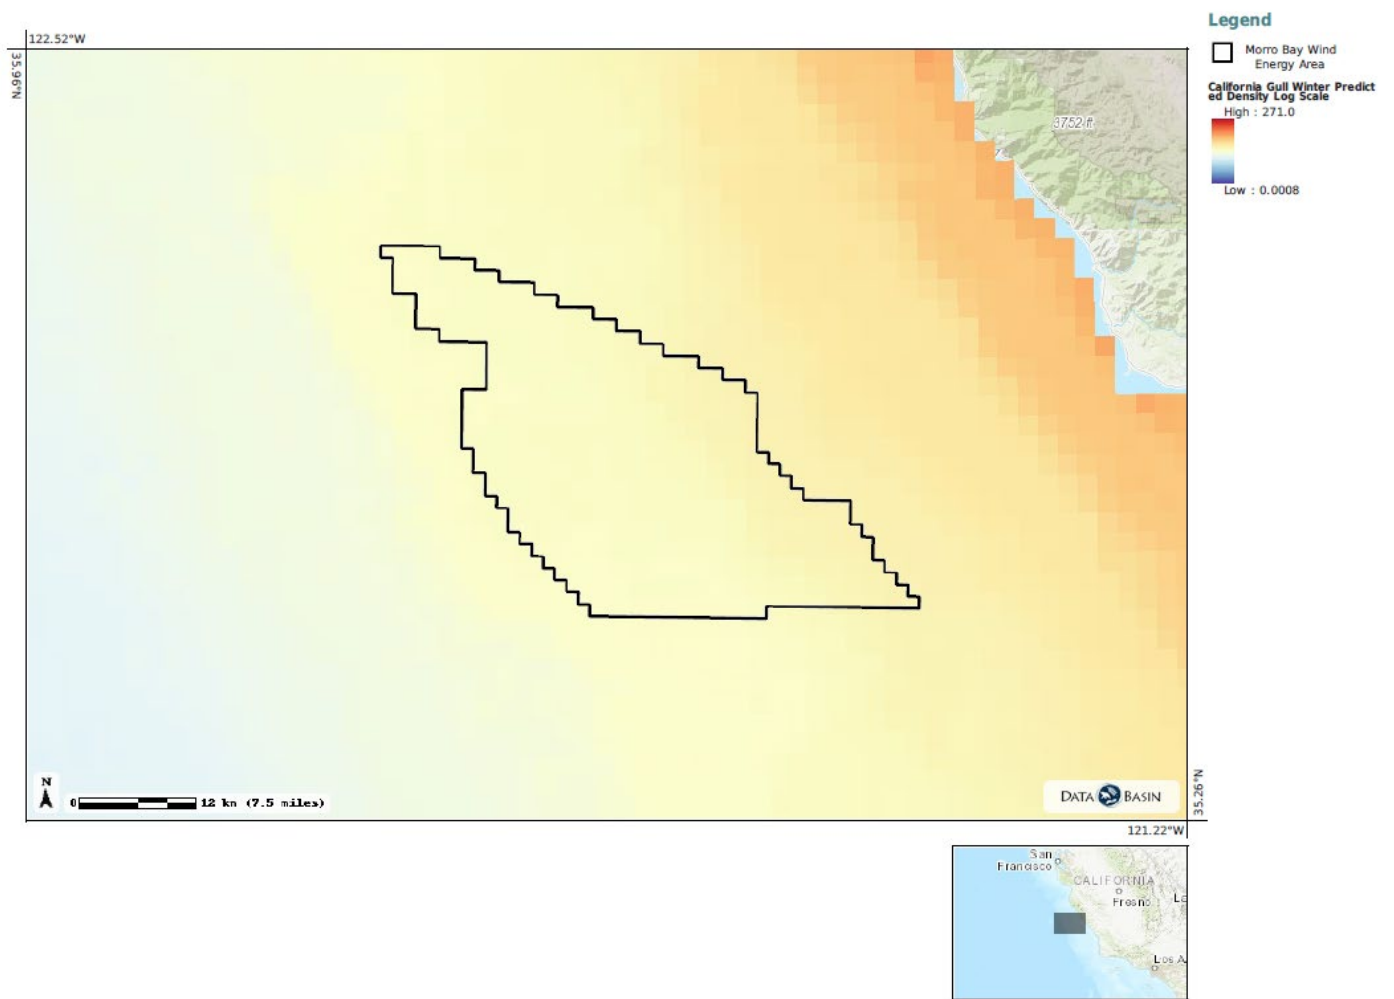 Legend
122.52°W
35.96°N
Morro Bay Wind
Energy Area
California Gull Winter Predict
ed Density Log Scale
High : 271.0
Low : 0.0008
3752 ft
N
0 12 km (7.5 miles)
DATA BASIN
35.26°N
121.22°W
San
Francisco
CALIFORNIA
Fresno
Los A